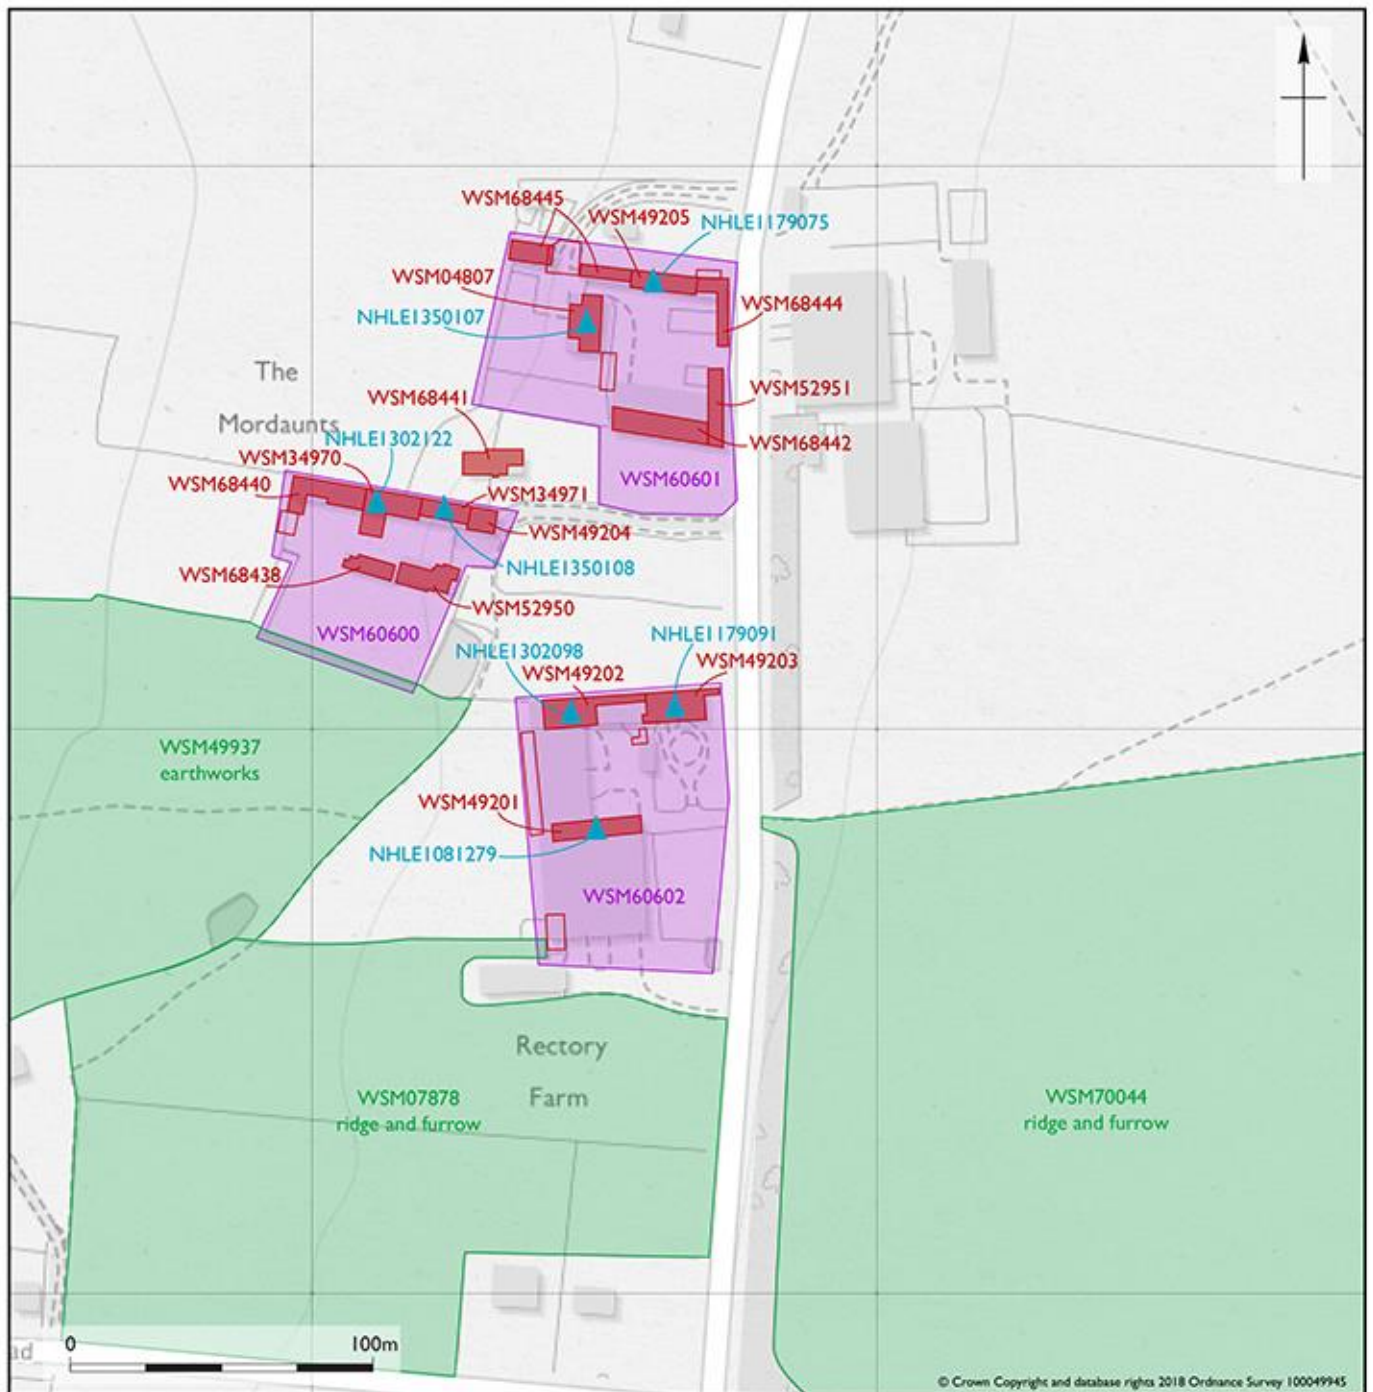 WSM68445
WSM49205
NHLE1179075
WSM04807
WSM68444
NHLE1350107
The
Mordaunts
WSM68441
WSM52951
NHLE1302122
WSM68442
WSM34970
WSM68440
WSM60601
WSM34971
WSM49204
NHLE1350108
WSM68438
WSM52950
WSM60600
NHLE1179091
NHLE1302098
WSM49203
WSM49202
WSM49937
earthworks
WSM49201
NHLE1081279
WSM60602
Rectory
Farm
WSM07878
ridge and furrow
WSM70044
ridge and furrow
ad
0 100m
© Crown Copyright and database rights 2018 Ordnance Survey 100049945